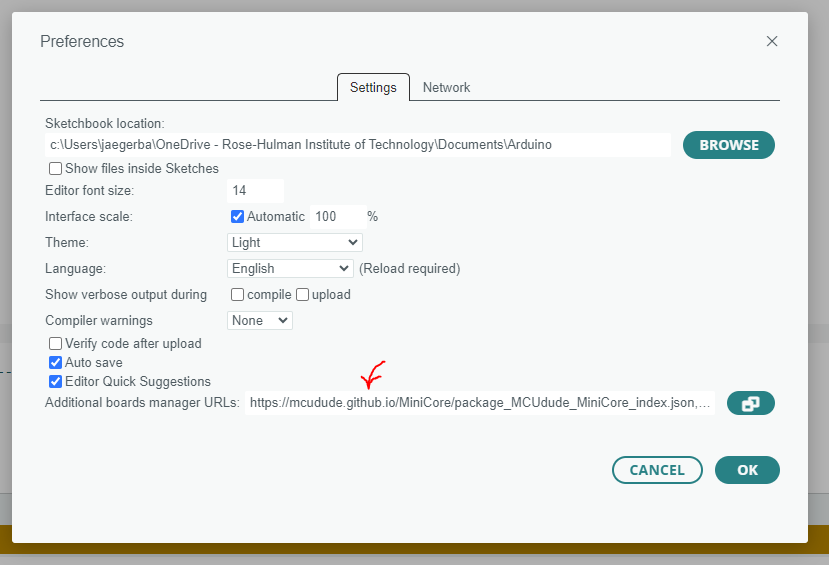 Preferences
Settings Network
Sketchbook location:
c:\Users\jaegerba\OneDrive - Rose-Hulman Institute of Technology\Documents\Arduino
BROWSE
Show files inside Sketches
Editor font size: 14
Interface scale: Automatic 100 %
Theme: Light
Language: English (Reload required)
Show verbose output during compile upload
Compiler warnings None
Verify code after upload
Auto save
Editor Quick Suggestions
Additional boards manager URLs: https://mcudude.github.io/MiniCore/package_MCUdude_MiniCore_index.json,...
CANCEL OK